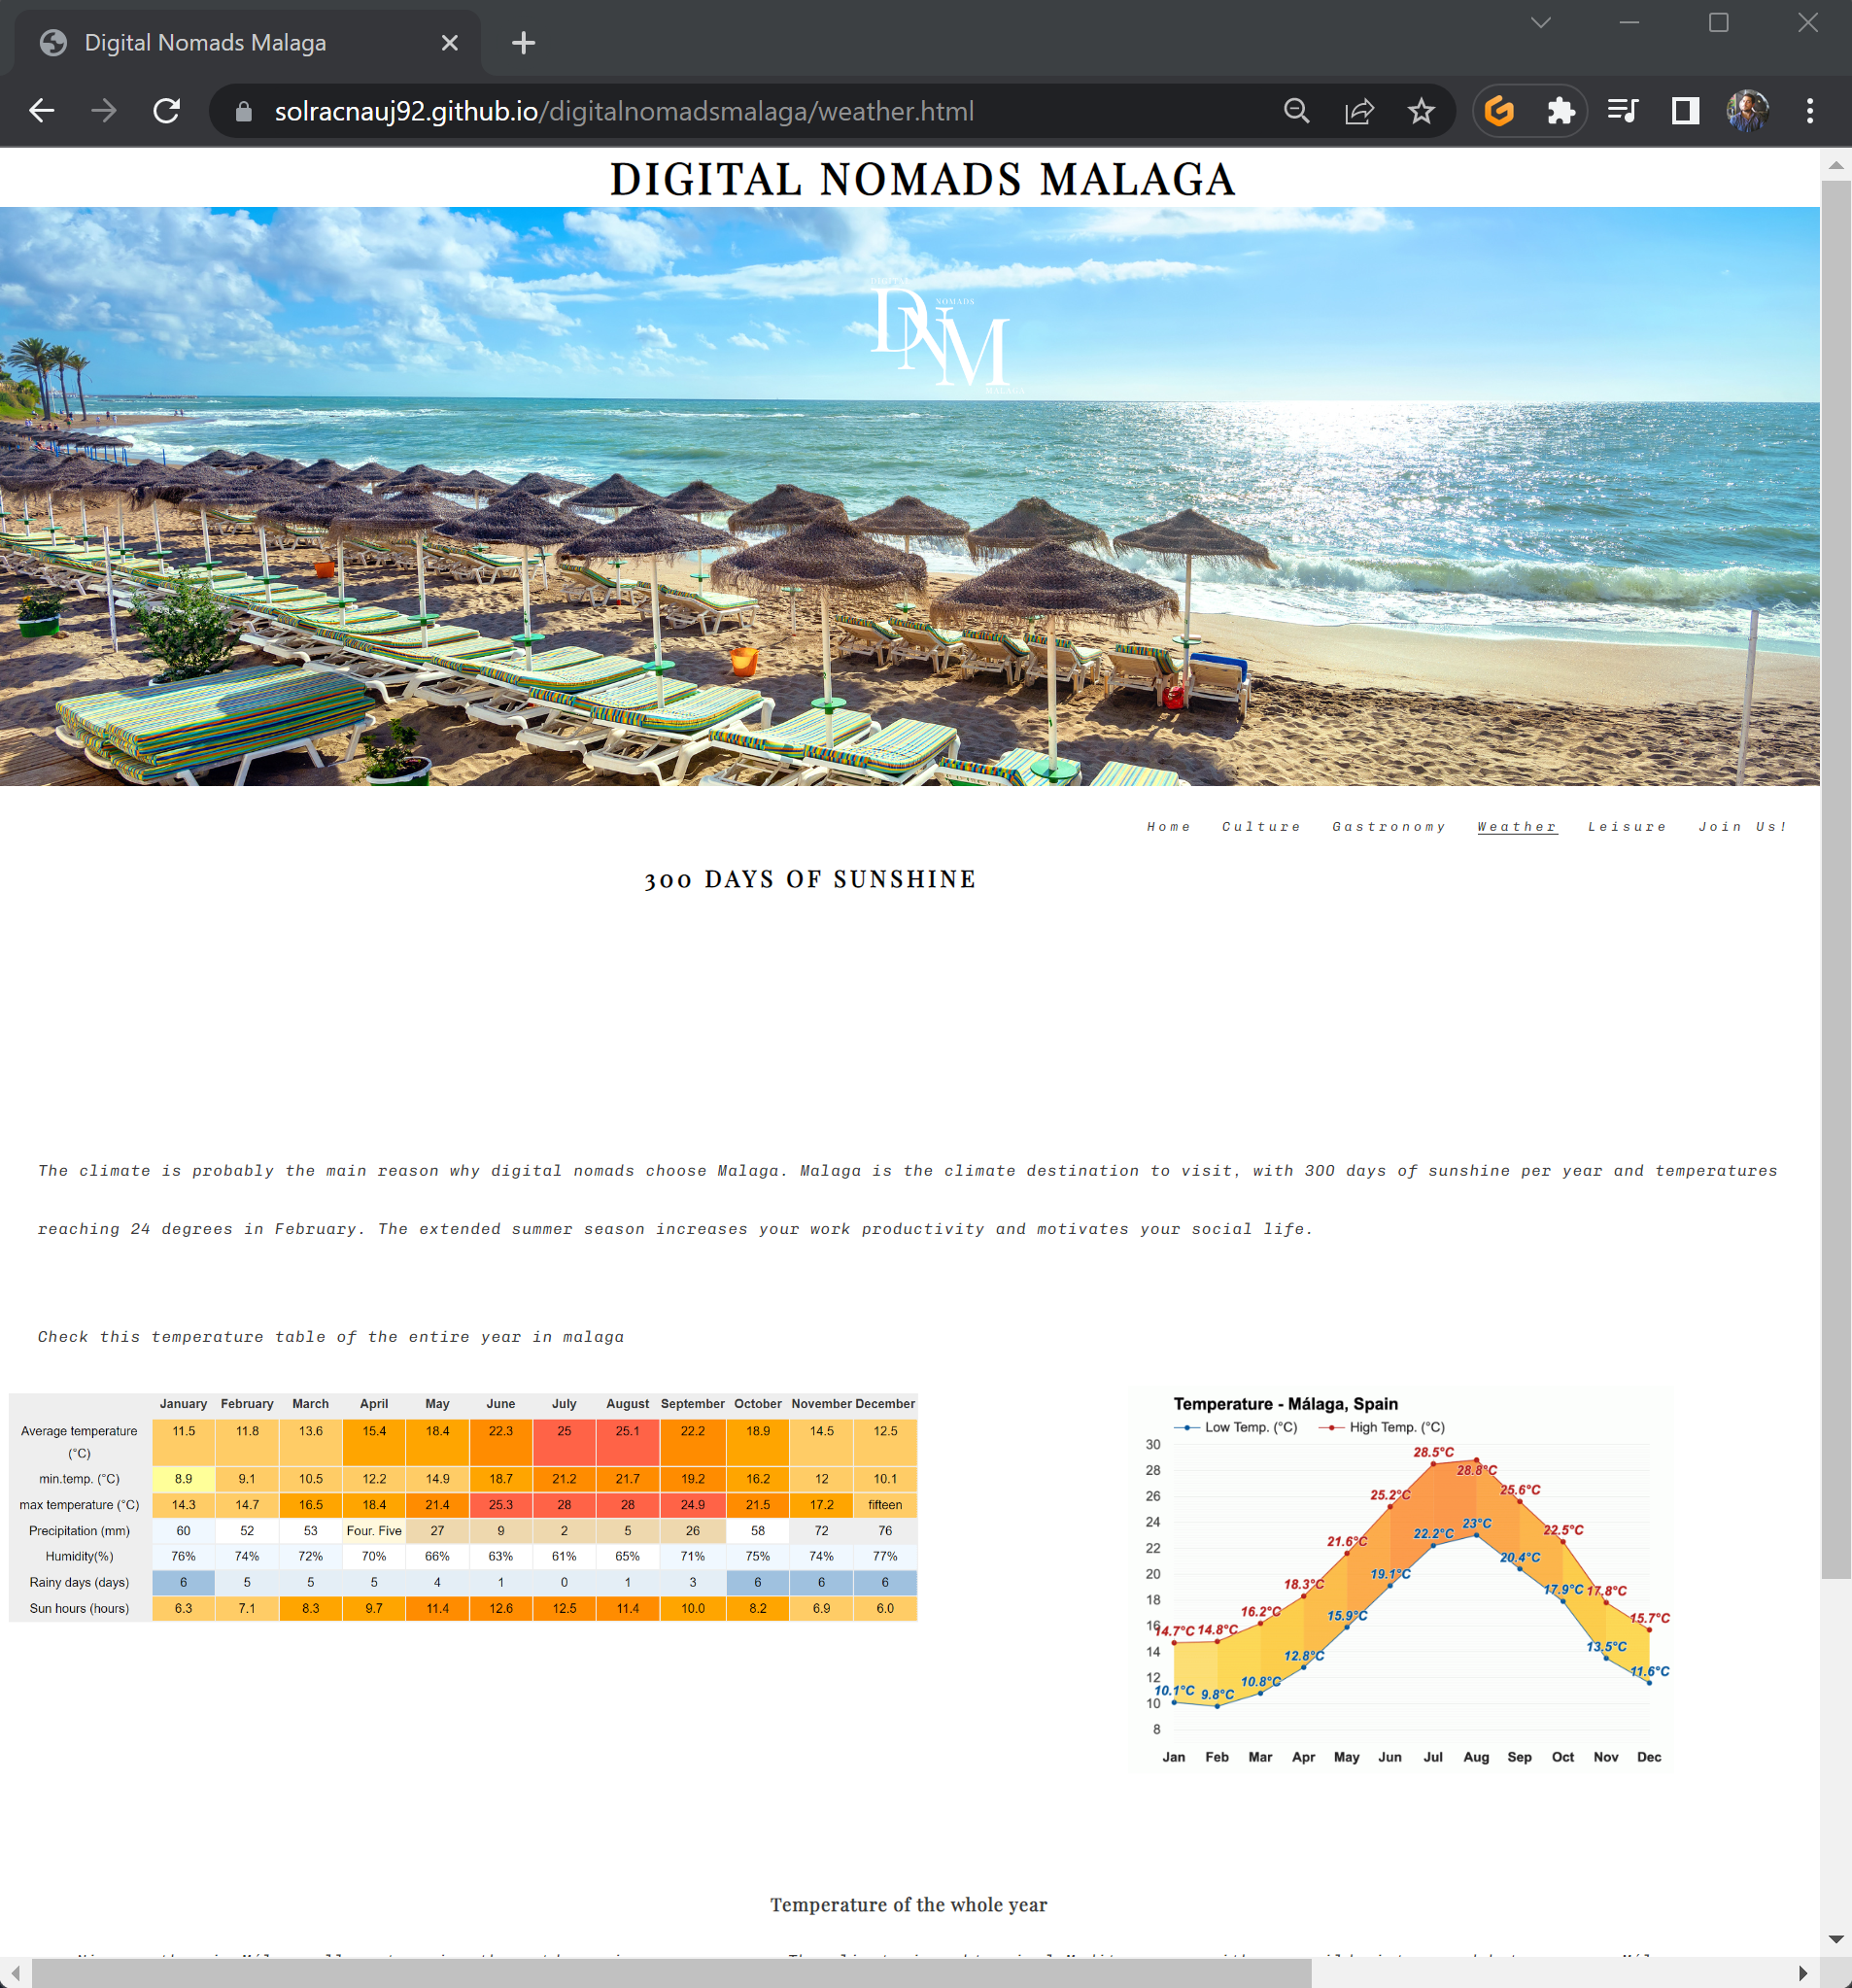 Digital Nomads Malaga
solracnauj92.github.io/digitalnomadsmalaga/weather.html
DIGITAL NOMADS MALAGA
DIGITAL
NOMADS
DNM
MALAGA
Home Culture Gastronomy Weather Leisure Join Us!
300 DAYS OF SUNSHINE
The climate is probably the main reason why digital nomads choose Malaga. Malaga is the climate destination to visit, with 300 days of sunshine per year and temperatures
reaching 24 degrees in February. The extended summer season increases your work productivity and motivates your social life.
Check this temperature table of the entire year in malaga
January February March April May June July August September October November December
Average temperature (°C) 11.5 11.8 13.6 15.4 18.4 22.3 25 25.1 22.2 18.9 14.5 12.5
min.temp. (°C) 8.9 9.1 10.5 12.2 14.9 18.7 21.2 21.7 19.2 16.2 12 10.1
max temperature (°C) 14.3 14.7 16.5 18.4 21.4 25.3 28 28 24.9 21.5 17.2 fifteen
Precipitation (mm) 60 52 53 Four. Five 27 9 2 5 26 58 72 76
Humidity(%) 76% 74% 72% 70% 66% 63% 61% 65% 71% 75% 74% 77%
Rainy days (days) 6 5 5 5 4 1 0 1 3 6 6 6
Sun hours (hours) 6.3 7.1 8.3 9.7 11.4 12.6 12.5 11.4 10.0 8.2 6.9 6.0
Temperature - Málaga, Spain
Low Temp. (°C) High Temp. (°C)
30
28
26
24
22
20
18
16
14
12
10
8
14.7°C 14.8°C 16.2°C 18.3°C 21.6°C 25.2°C 28.5°C 28.8°C 25.6°C 22.5°C 17.8°C 15.7°C
10.1°C 9.8°C 10.8°C 12.8°C 15.9°C 19.1°C 22.2°C 23°C 20.4°C 17.9°C 13.5°C 11.6°C
Jan Feb Mar Apr May Jun Jul Aug Sep Oct Nov Dec
Temperature of the whole year